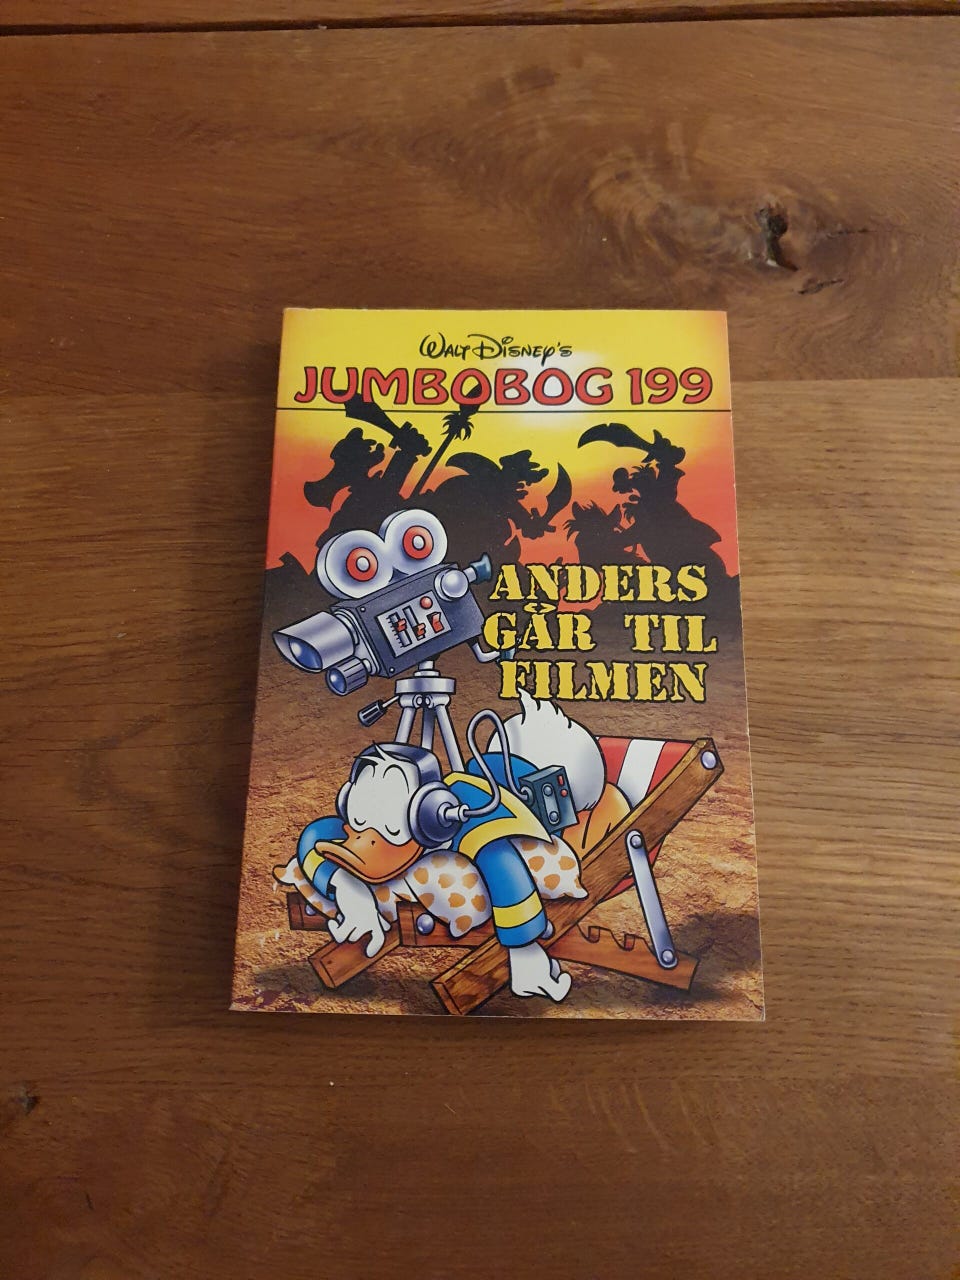 WALT DISNEY'S
JUMBOBOG 199
ANDERS
GÅR TIL
FILMEN